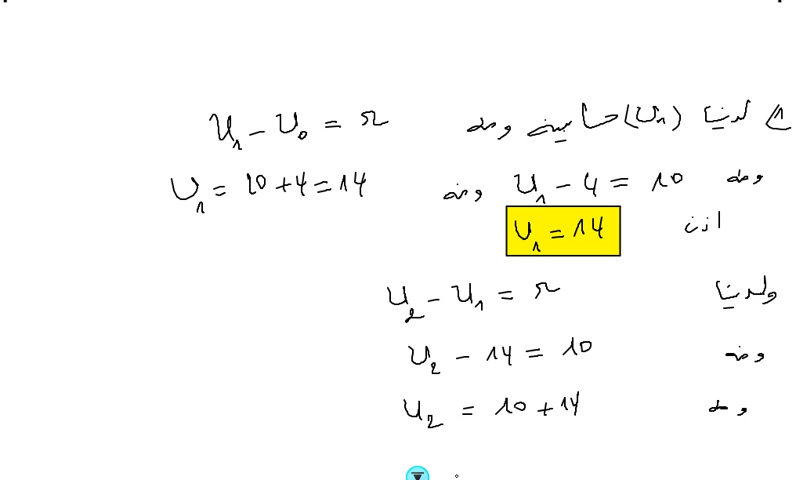 1) لدينا (Uₙ) حسابية ومنه U₁ - U₀ = r
ومنه U₁ - 4 = 10 ومنه U₁ = 10 + 4 = 14
اذن U₁ = 14
ولدينا U₂ - U₁ = r
ومنه U₂ - 14 = 10
ومنه U₂ = 10 + 14